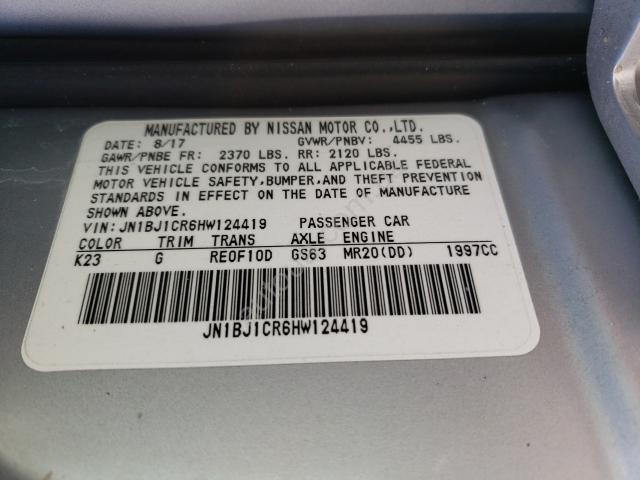 MANUFACTURED BY NISSAN MOTOR CO.,LTD.
DATE: 8/17 GVWR/PNBV: 4455 LBS.
GAWR/PNBE FR: 2370 LBS. RR: 2120 LBS.
THIS VEHICLE CONFORMS TO ALL APPLICABLE FEDERAL
MOTOR VEHICLE SAFETY,BUMPER,AND THEFT PREVENTION
STANDARDS IN EFFECT ON THE DATE OF MANUFACTURE
SHOWN ABOVE.
VIN: JN1BJ1CR6HW124419 PASSENGER CAR
COLOR TRIM TRANS AXLE ENGINE
K23 G RE0F10D GS63 MR20(DD) 1997CC
JN1BJ1CR6HW124419